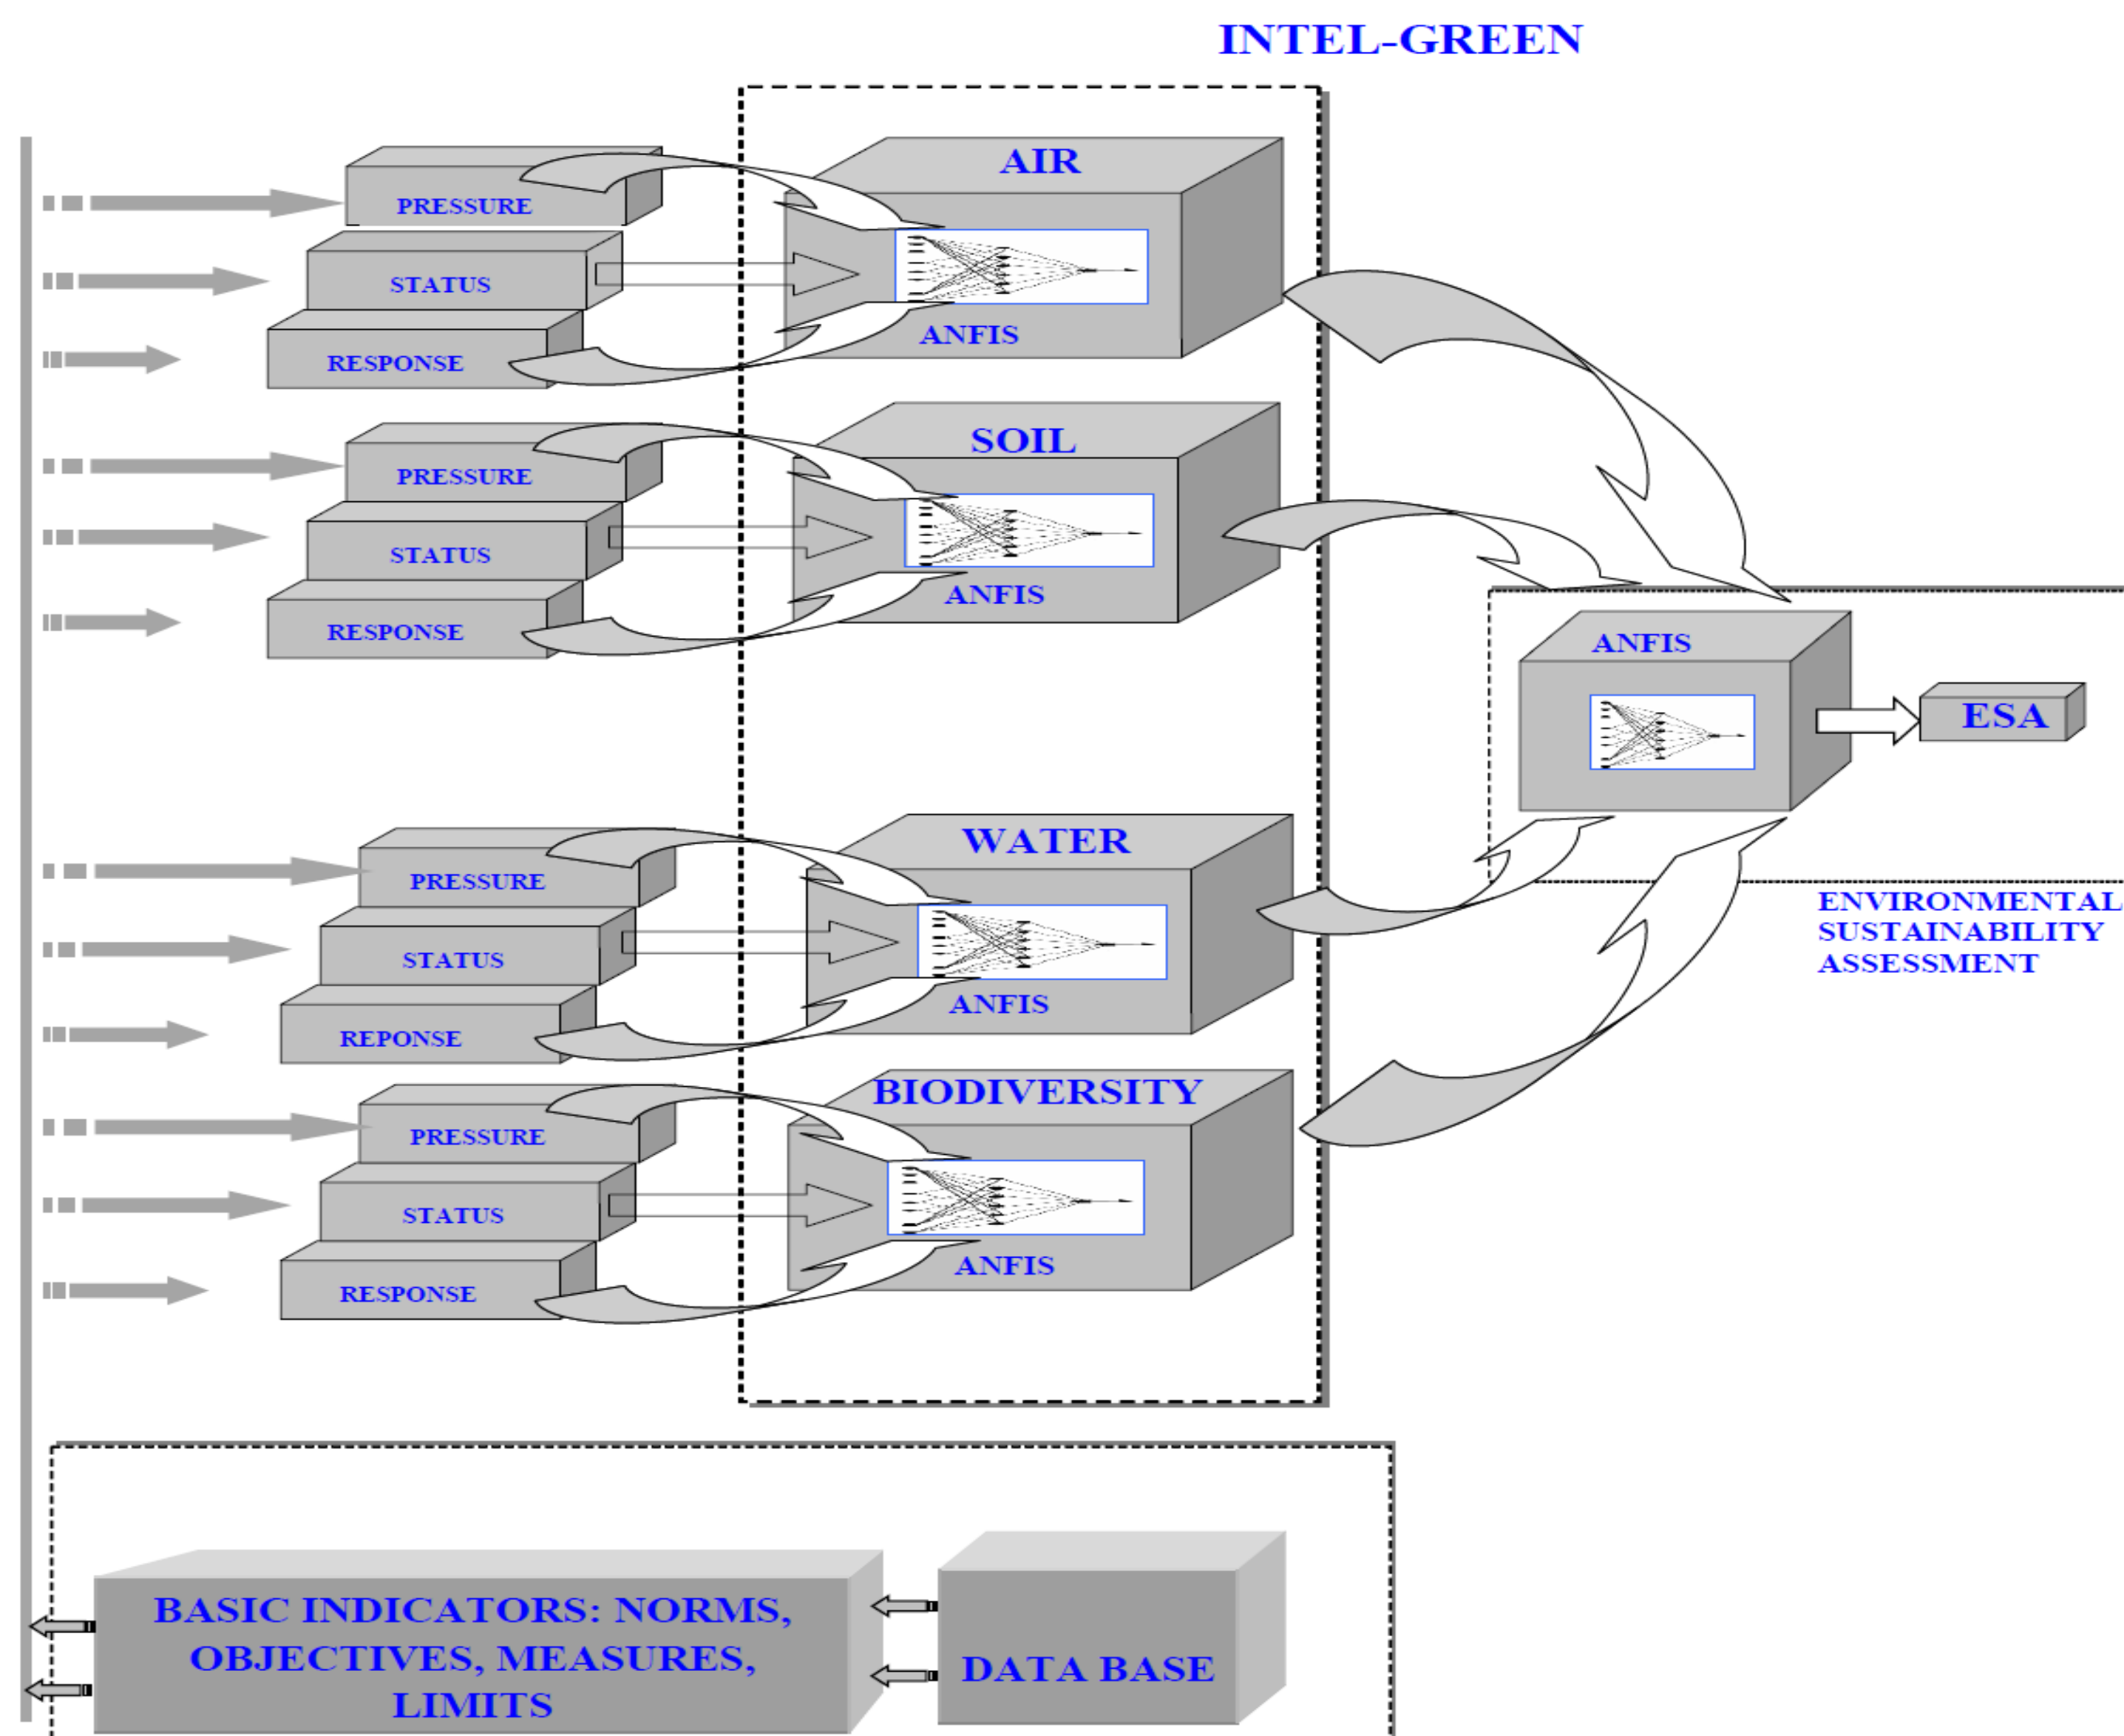 INTEL-GREEN
AIR
PRESSURE
STATUS
RESPONSE
ANFIS
SOIL
PRESSURE
STATUS
RESPONSE
ANFIS
ANFIS
ESA
WATER
PRESSURE
STATUS
REPONSE
ANFIS
ENVIRONMENTAL
SUSTAINABILITY
ASSESSMENT
BIODIVERSITY
PRESSURE
STATUS
RESPONSE
ANFIS
BASIC INDICATORS: NORMS,
OBJECTIVES, MEASURES,
LIMITS
DATA BASE